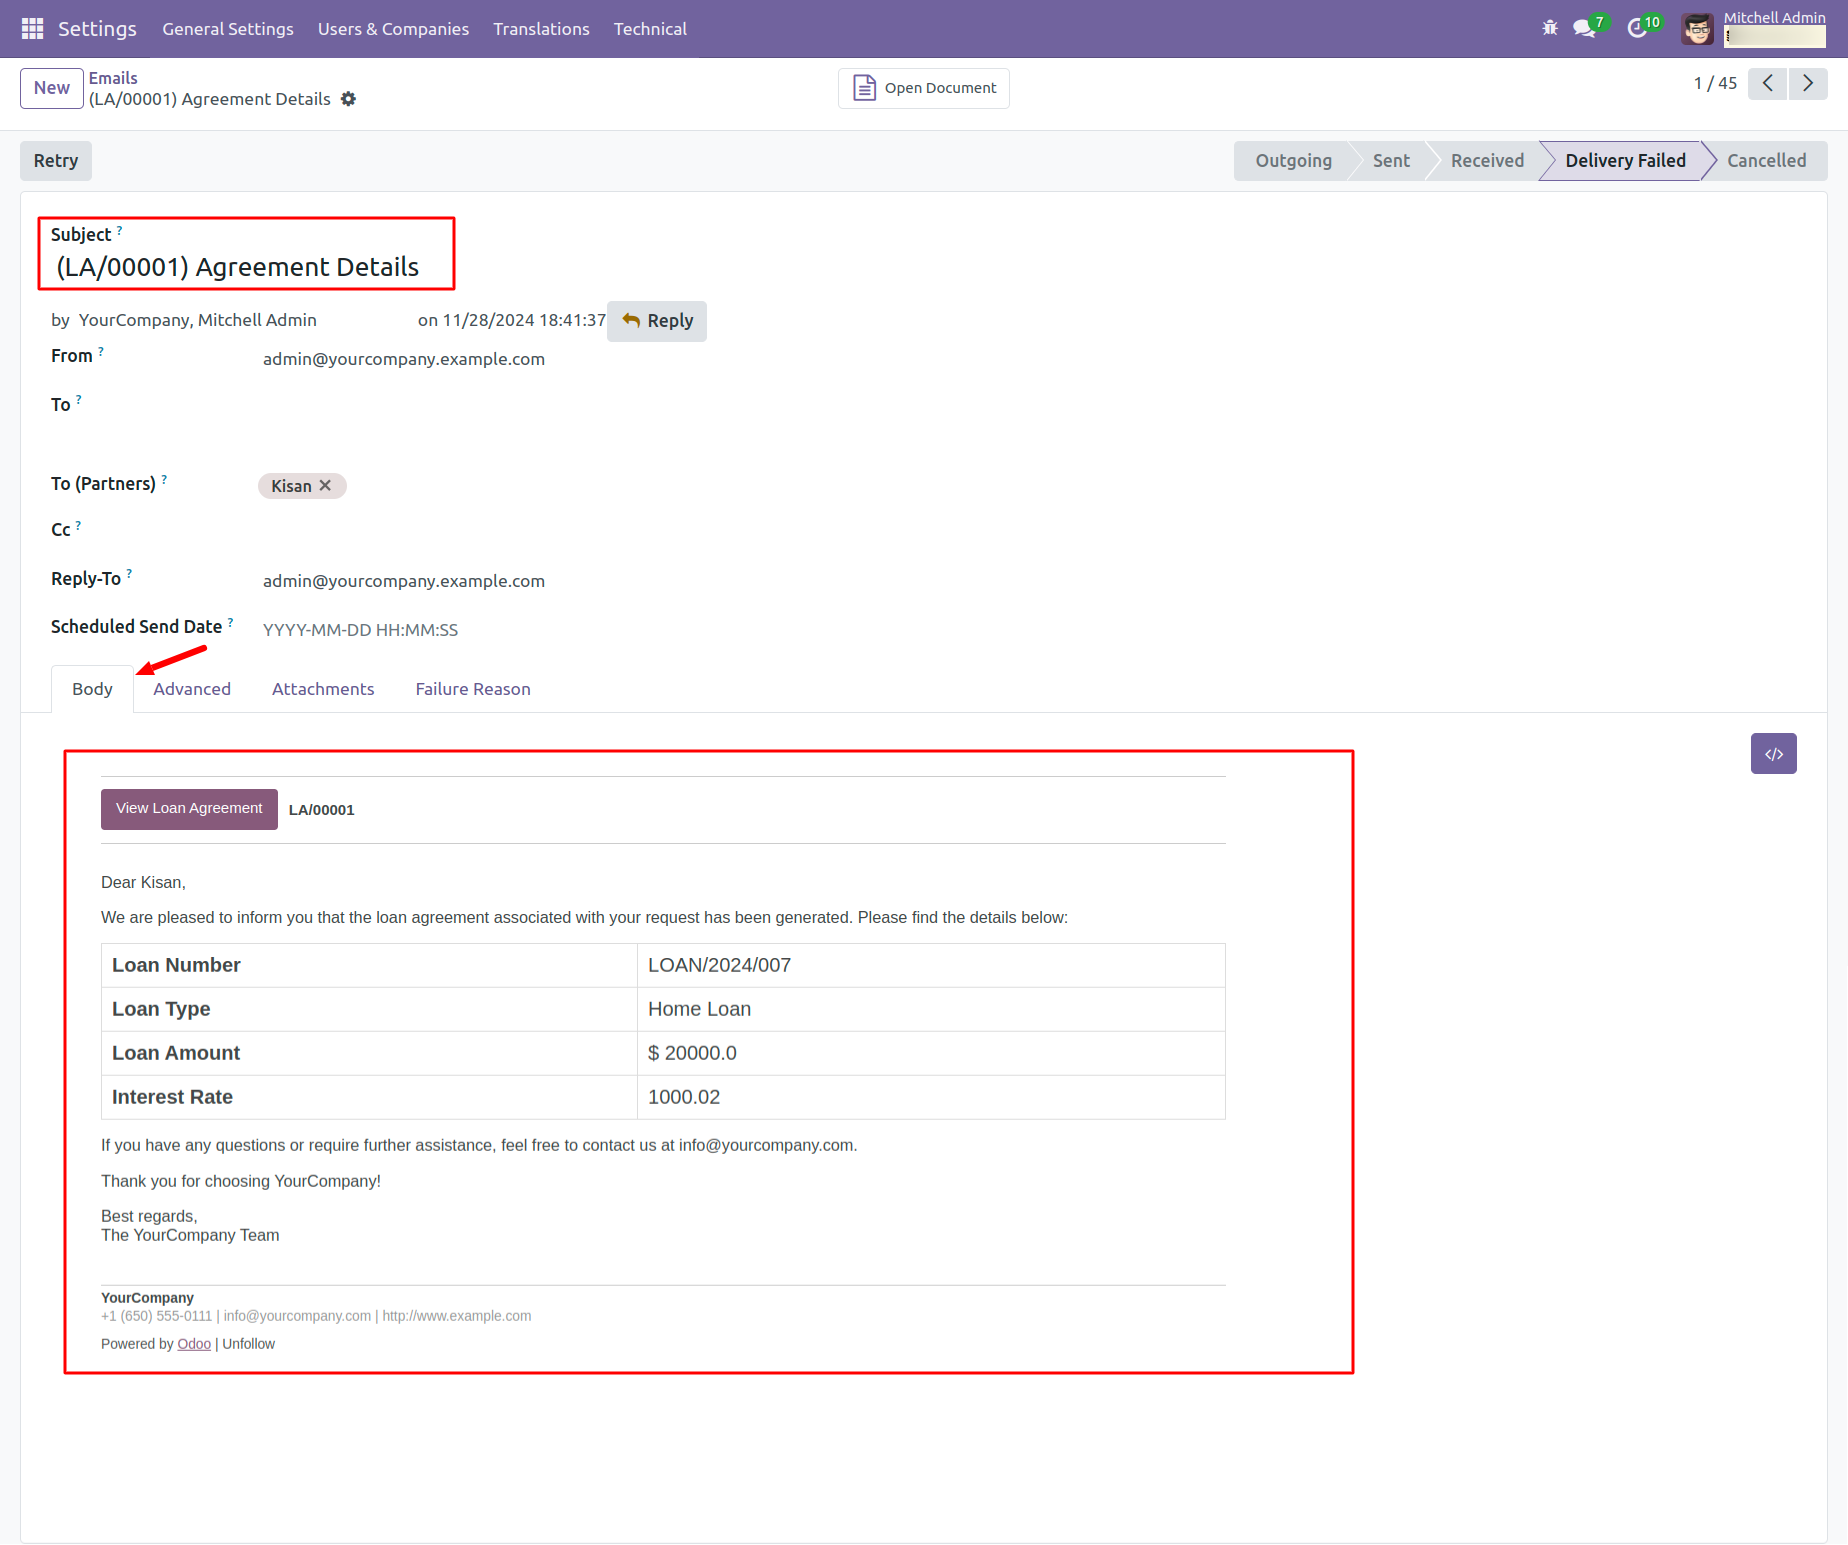 Settings General Settings Users & Companies Translations Technical 7 10 Mitchell Admin
New Emails
(LA/00001) Agreement Details
Open Document
1 / 45
Retry
Outgoing Sent Received Delivery Failed Cancelled
Subject ?
(LA/00001) Agreement Details
by YourCompany, Mitchell Admin on 11/28/2024 18:41:37 Reply
From ? admin@yourcompany.example.com
To ?
To (Partners) ? Kisan ✕
Cc ?
Reply-To ? admin@yourcompany.example.com
Scheduled Send Date ? YYYY-MM-DD HH:MM:SS
Body Advanced Attachments Failure Reason
</>
View Loan Agreement LA/00001
Dear Kisan,
We are pleased to inform you that the loan agreement associated with your request has been generated. Please find the details below:
Loan Number LOAN/2024/007
Loan Type Home Loan
Loan Amount $ 20000.0
Interest Rate 1000.02
If you have any questions or require further assistance, feel free to contact us at info@yourcompany.com.
Thank you for choosing YourCompany!
Best regards,
The YourCompany Team
YourCompany
+1 (650) 555-0111 | info@yourcompany.com | http://www.example.com
Powered by Odoo | Unfollow